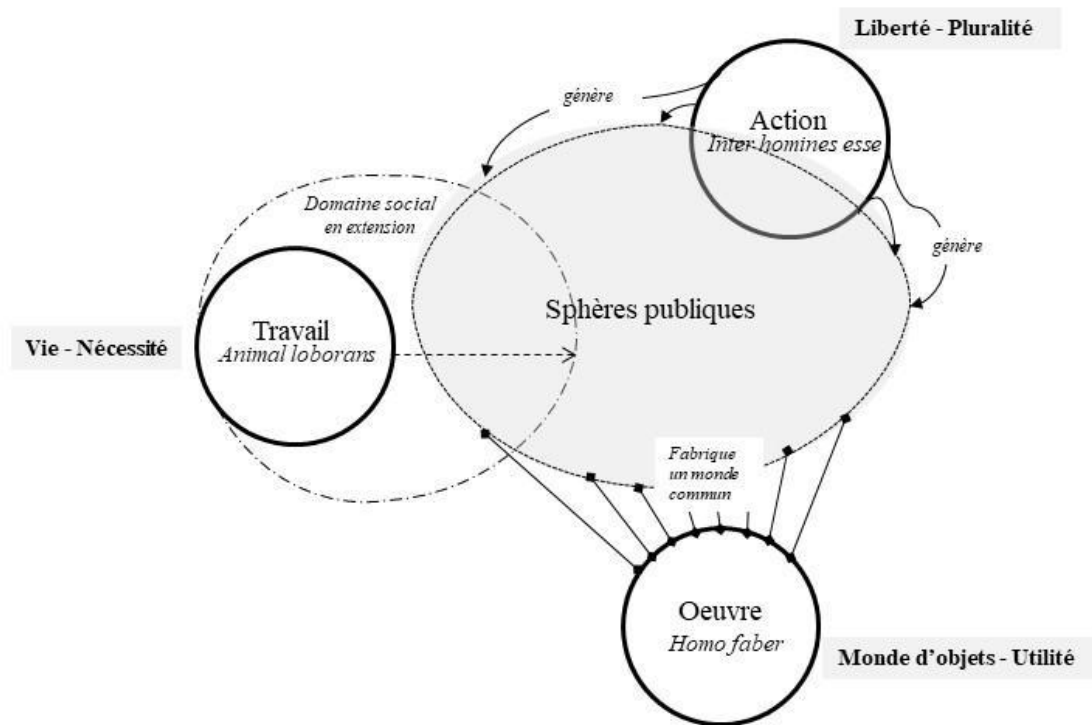 Liberté - Pluralité
génère
Action
Inter homines esse
Domaine social
en extension
génère
Sphères publiques
Travail
Animal loborans
Vie - Nécessité
Fabrique
un monde
commun
Oeuvre
Homo faber
Monde d'objets - Utilité